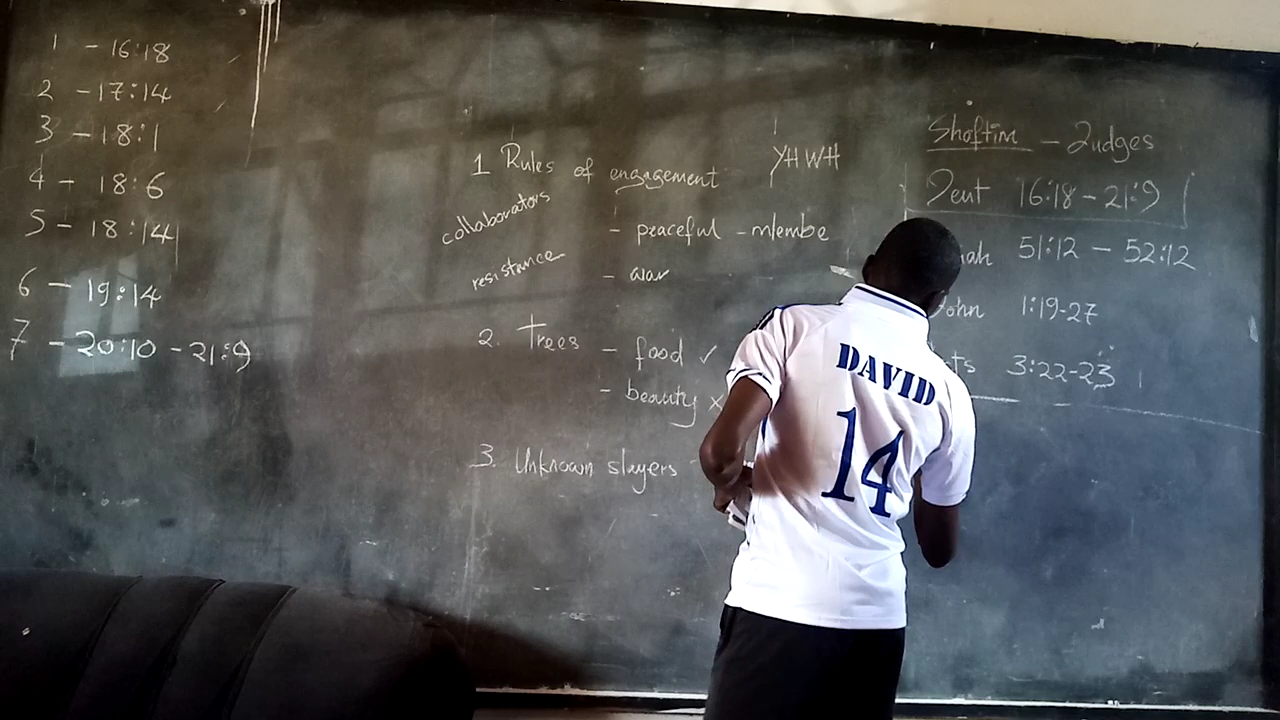 1 - 16:18
2 - 17:14
3 - 18:1
4 - 18:6
5 - 18:14
6 - 19:14
7 - 20:10 - 21:9
1 Rules of engagement
YHWH
collaborators
- peaceful - mlembe
resistance
- war
2. Trees - food ✓
- beauty x
3. Unknown slayers -
Shoftim - Judges
Deut 16:18 - 21:9
51:12 - 52:12
1:19-27
3:22-23
DAVID
14